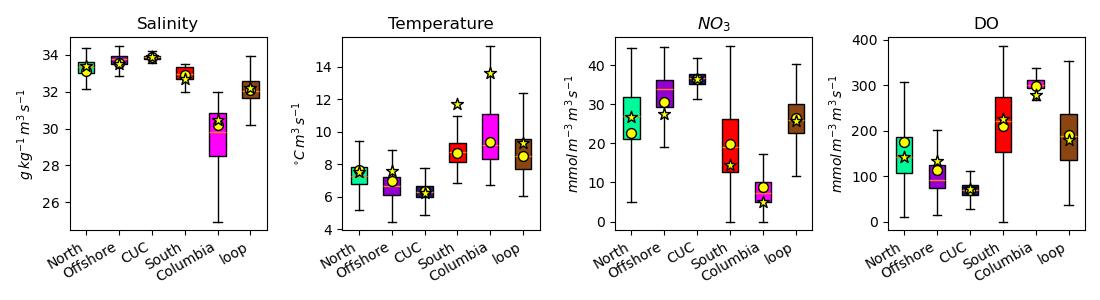 Salinity
g kg⁻¹ m³ s⁻¹
34
32
30
28
26
North
Offshore
CUC
South
Columbia
loop
Temperature
°C m³ s⁻¹
14
12
10
8
6
4
North
Offshore
CUC
South
Columbia
loop
NO₃
mmol m⁻³ m³ s⁻¹
40
30
20
10
0
North
Offshore
CUC
South
Columbia
loop
DO
mmol m⁻³ m³ s⁻¹
400
300
200
100
0
North
Offshore
CUC
South
Columbia
loop